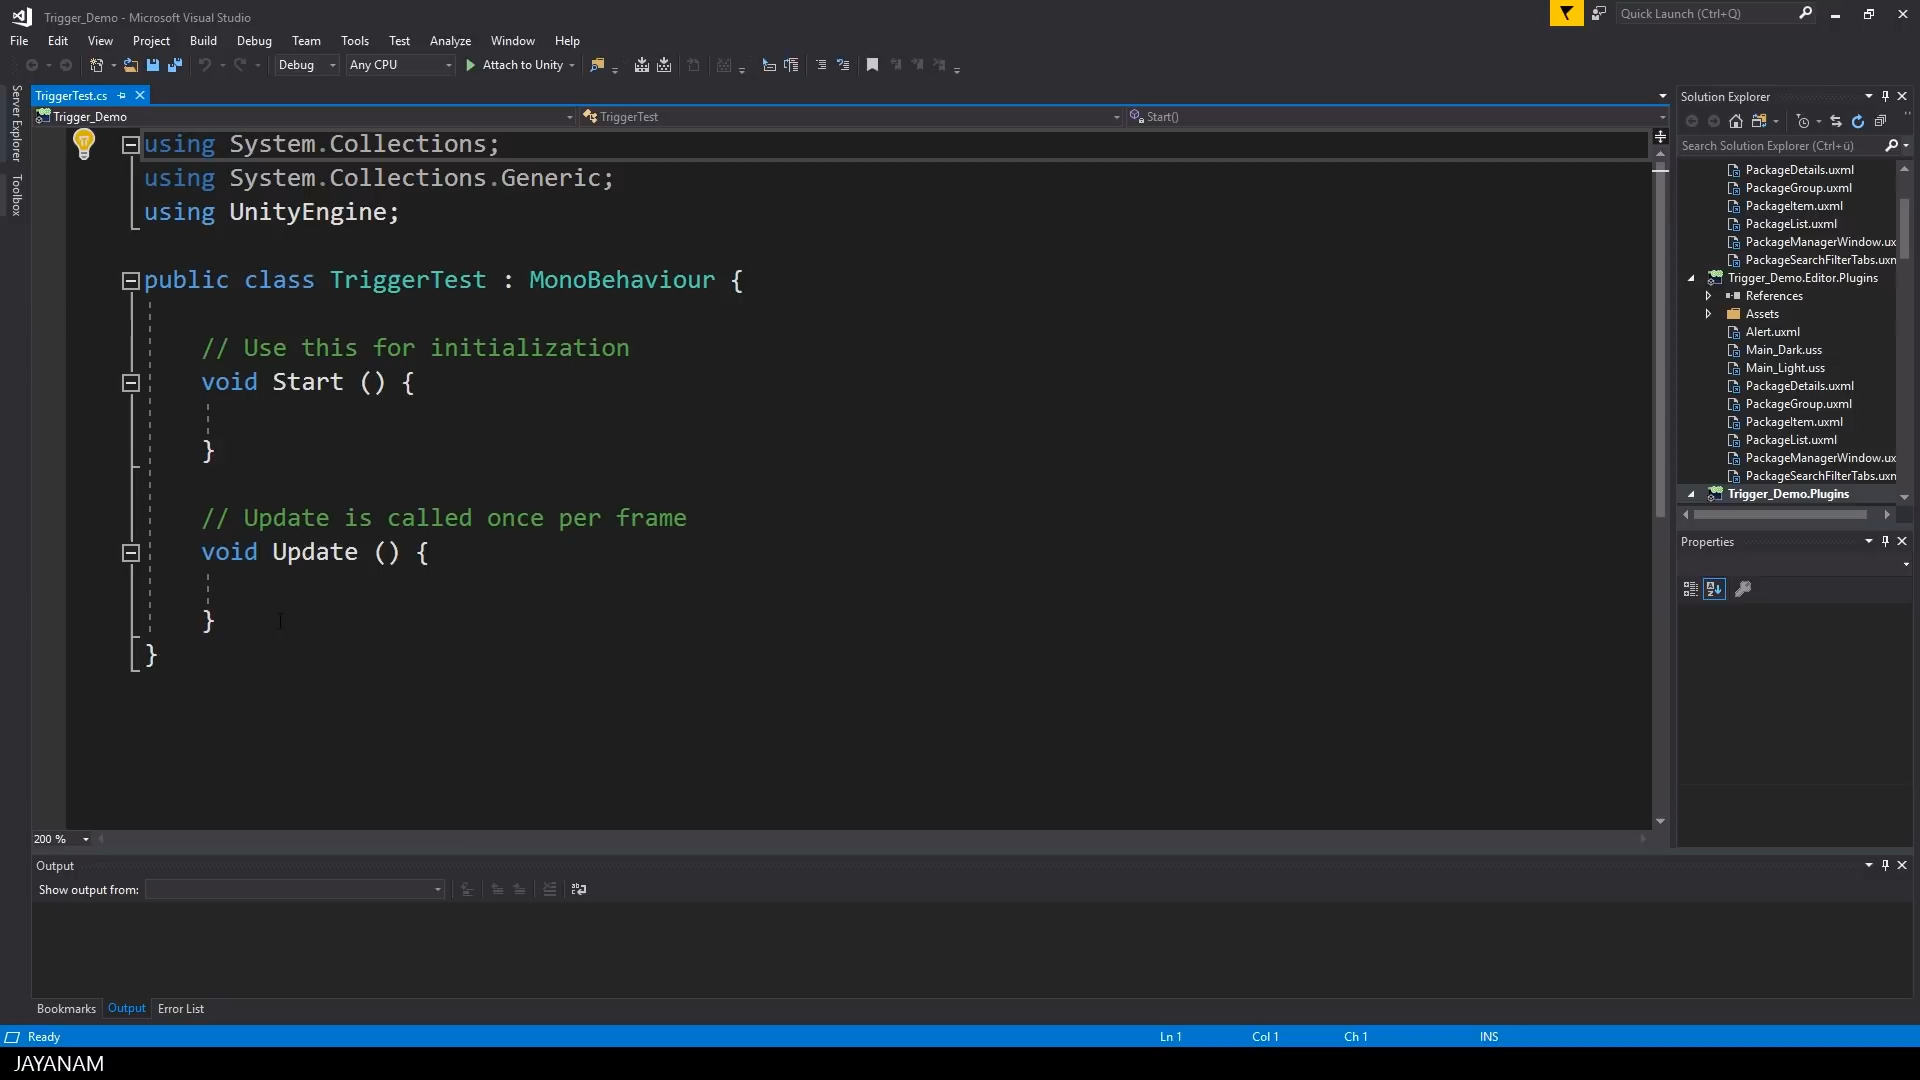 Trigger_Demo - Microsoft Visual Studio
Quick Launch (Ctrl+Q)
File Edit View Project Build Debug Team Tools Test Analyze Window Help
Debug Any CPU Attach to Unity
Server Explorer
Toolbox
TriggerTest.cs
Trigger_Demo TriggerTest Start()
using System.Collections;
using System.Collections.Generic;
using UnityEngine;
public class TriggerTest : MonoBehaviour {
// Use this for initialization
void Start () {
}
// Update is called once per frame
void Update () {
}
}
200 %
Solution Explorer
Search Solution Explorer (Ctrl+ü)
PackageDetails.uxml
PackageGroup.uxml
PackageItem.uxml
PackageList.uxml
PackageManagerWindow.ux
PackageSearchFilterTabs.uxn
Trigger_Demo.Editor.Plugins
References
Assets
Alert.uxml
Main_Dark.uss
Main_Light.uss
PackageDetails.uxml
PackageGroup.uxml
PackageItem.uxml
PackageList.uxml
PackageManagerWindow.ux
PackageSearchFilterTabs.uxn
Trigger_Demo.Plugins
Properties
Output
Show output from:
Bookmarks Output Error List
Ready Ln 1 Col 1 Ch 1 INS
JAYANAM